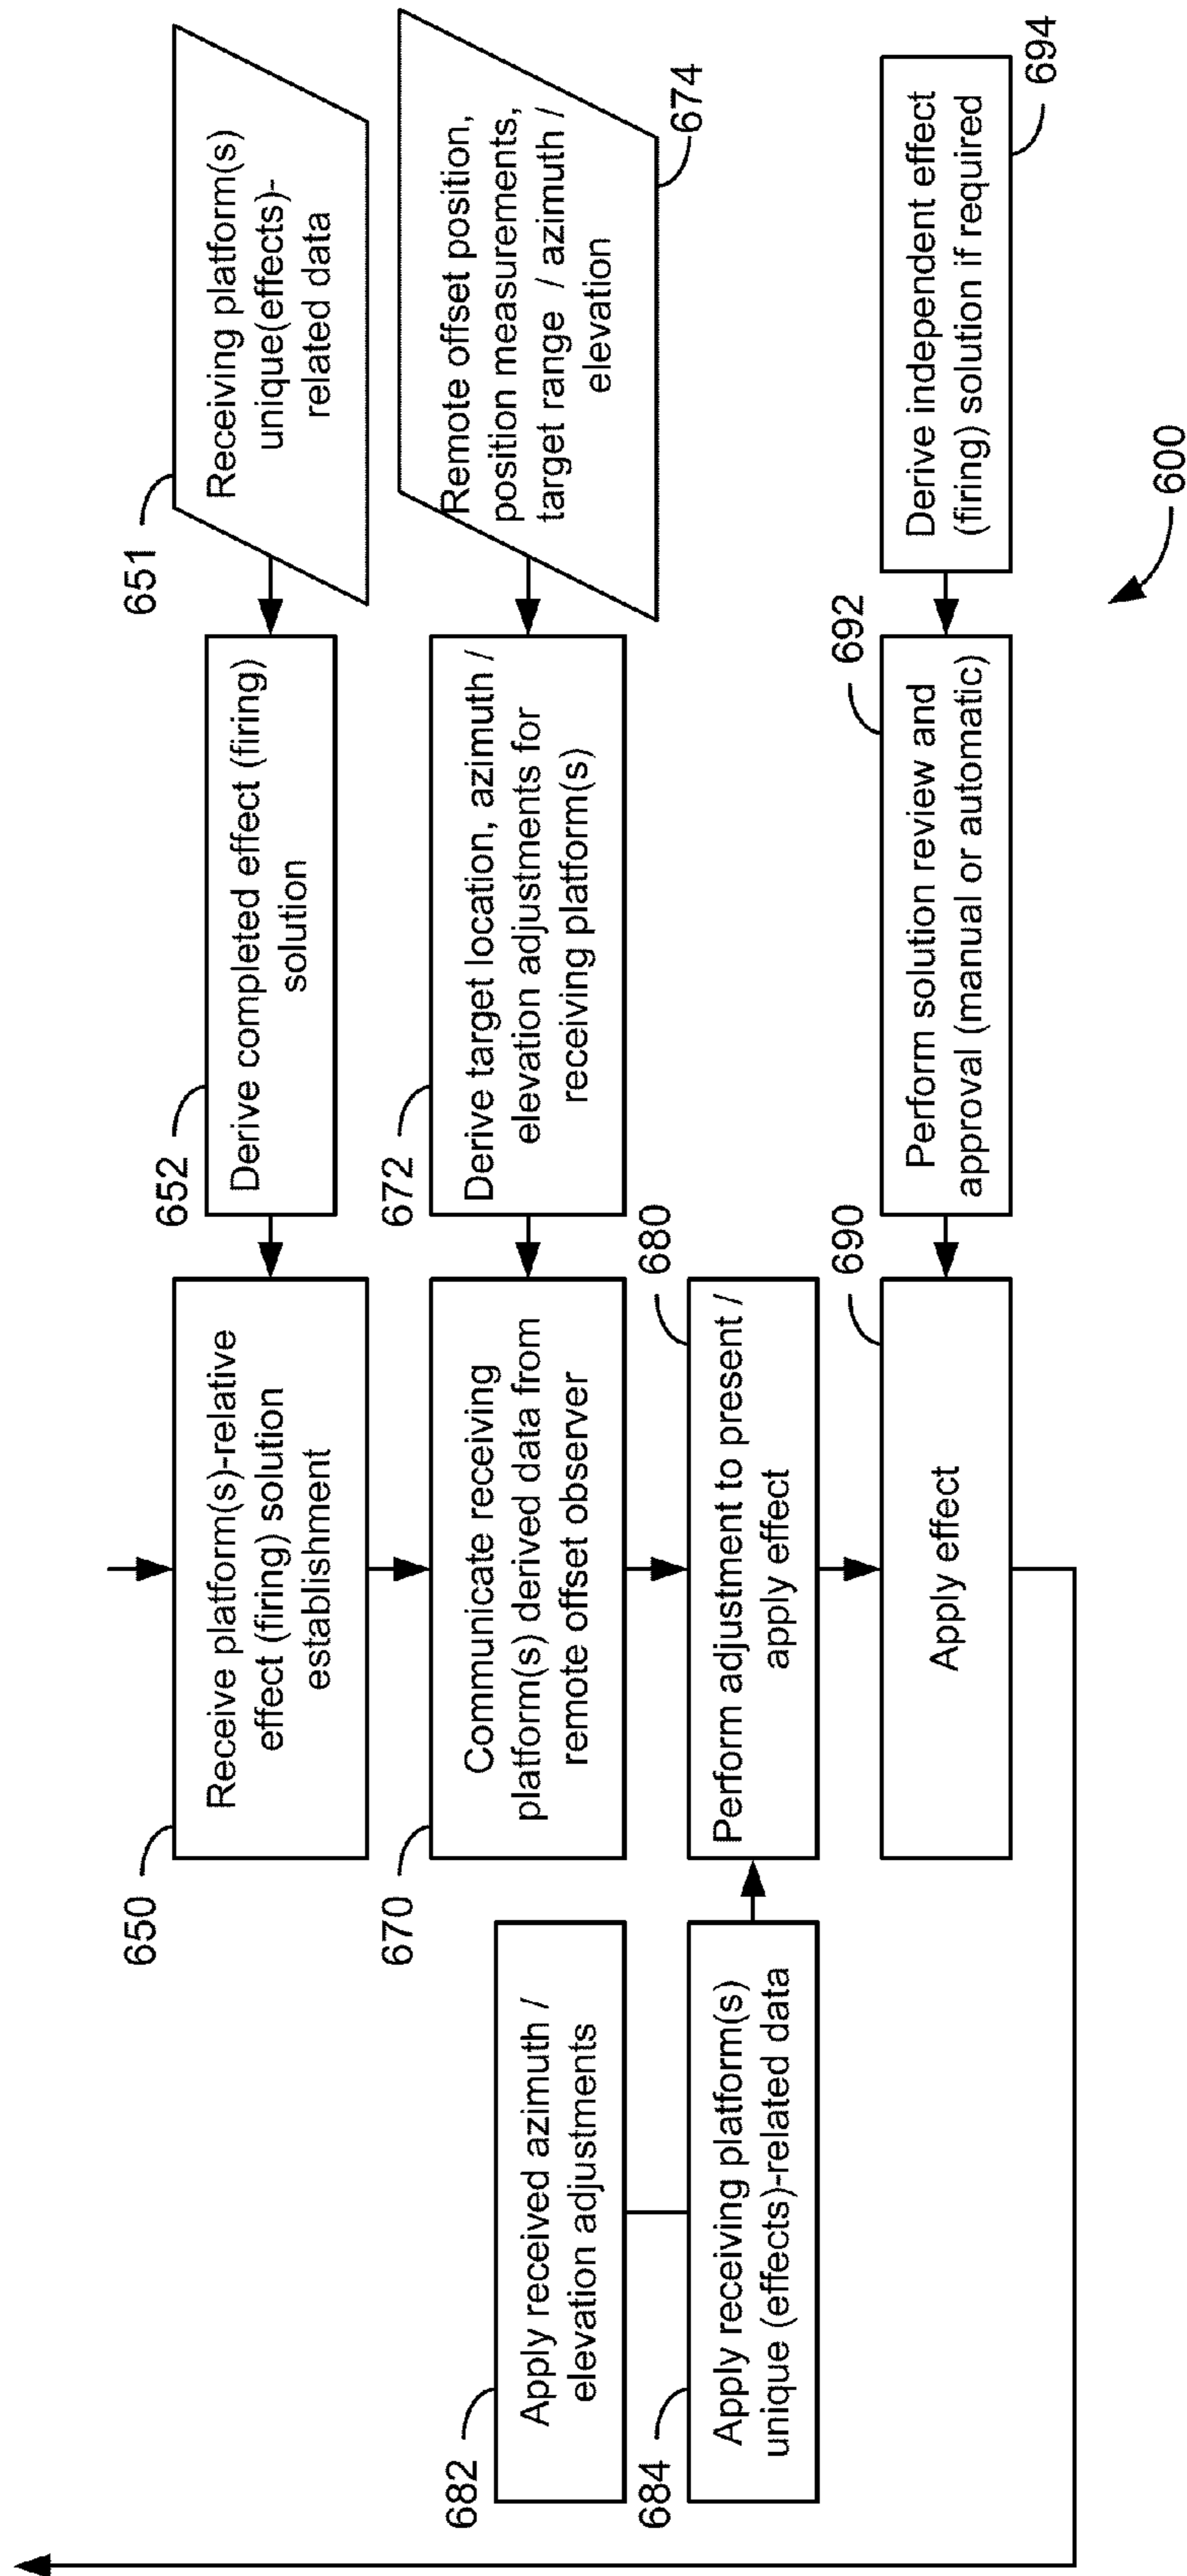 650
Receive platform(s)-relative
effect (firing) solution
establishment
652
Derive completed effect (firing)
solution
651
Receiving platform(s)
unique(effects)-
related data
670
Communicate receiving
platform(s) derived data from
remote offset observer
672
Derive target location, azimuth /
elevation adjustments for
receiving platform(s)
Remote offset position,
position measurements,
target range / azimuth /
elevation
674
682
Apply received azimuth /
elevation adjustments
684
Apply receiving platform(s)
unique (effects)-related data
680
Perform adjustment to present /
apply effect
690
Apply effect
692
Perform solution review and
approval (manual or automatic)
Derive independent effect
(firing) solution if required
694
600